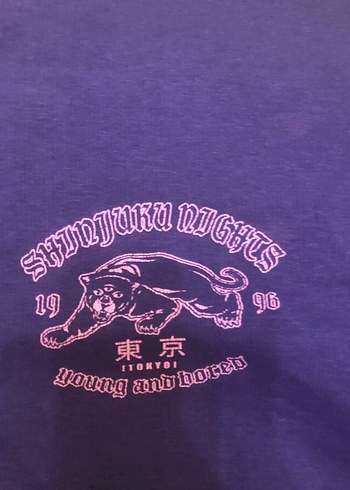 SHINJUKU NIGHTS
19 96
東京
!TOKYO!
young and bored